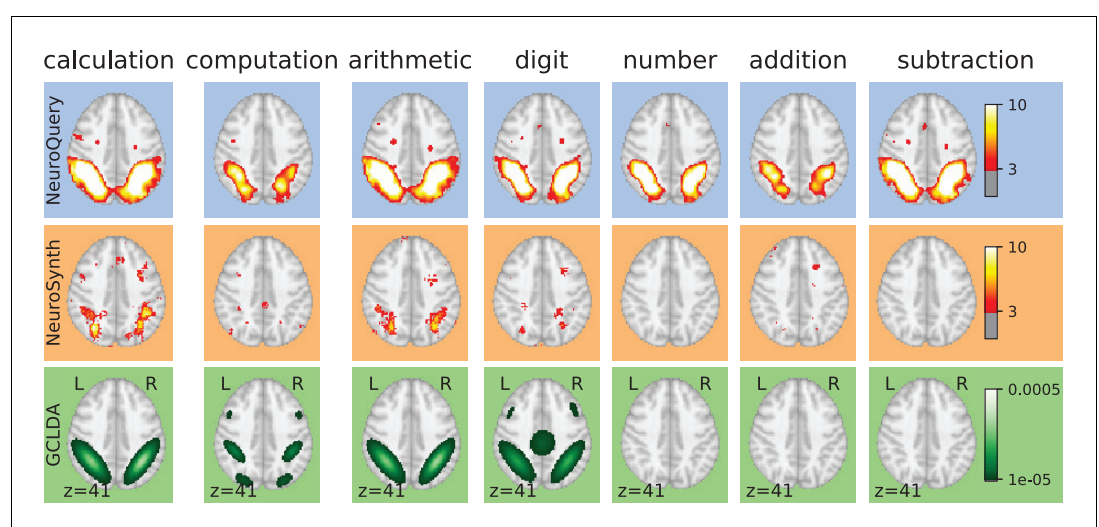 calculation computation arithmetic digit number addition subtraction
NeuroQuery
10
3
NeuroSynth
10
3
GCLDA
L R L R L R L R L R L R L R
0.0005
1e-05
z=41 z=41 z=41 z=41 z=41 z=41 z=41